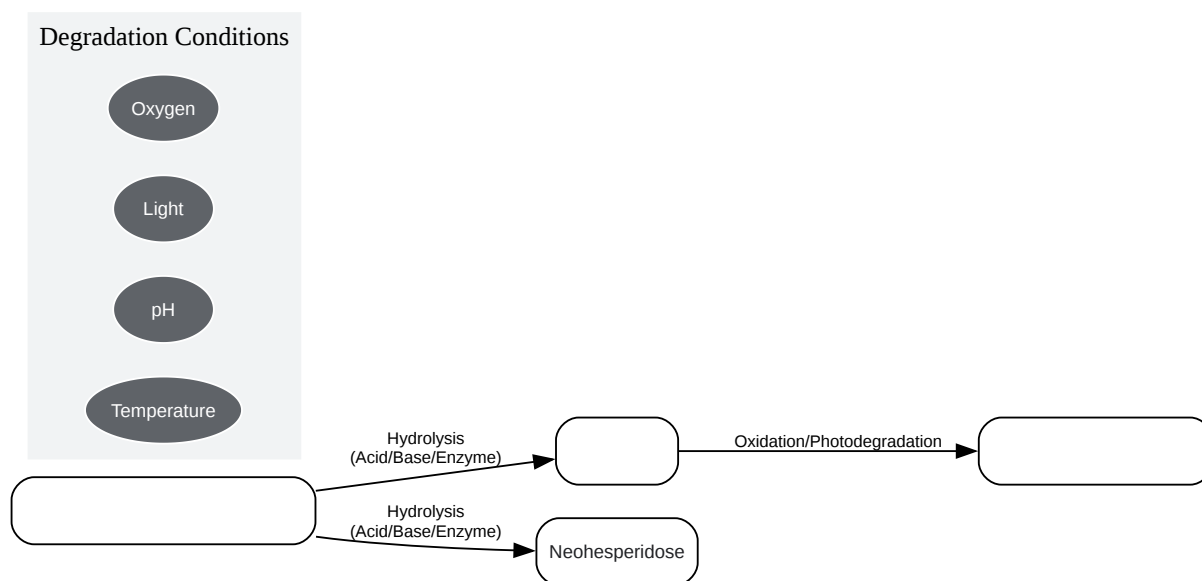 Degradation Conditions
Oxygen
Light
pH
Temperature
Hydrolysis
(Acid/Base/Enzyme)
Oxidation/Photodegradation
Hydrolysis
(Acid/Base/Enzyme)
Neohesperidose